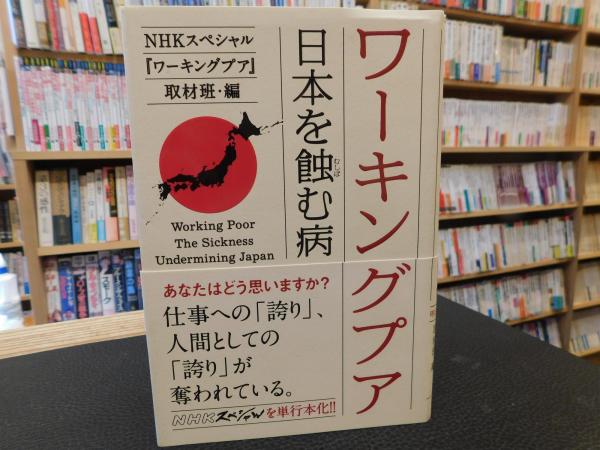 NHKスペシャル
『ワーキングプア』
取材班・編
ワーキングプア
日本を蝕む病
むしば
Working Poor
The Sickness
Undermining Japan
あなたはどう思いますか?
仕事への「誇り」、
人間としての
「誇り」が
奪われている。
NHKスペシャルを単行本化!!